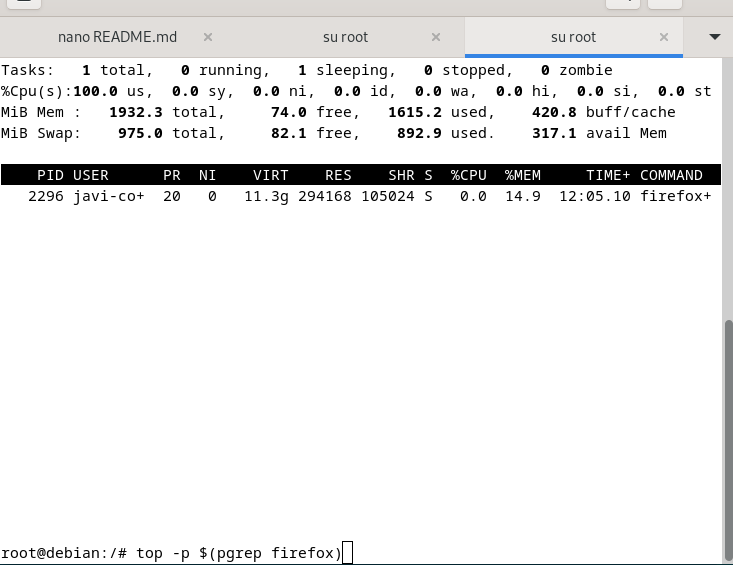 nano README.md × su root × su root ×
Tasks:   1 total,   0 running,   1 sleeping,   0 stopped,   0 zombie
%Cpu(s):100.0 us,  0.0 sy,  0.0 ni,  0.0 id,  0.0 wa,  0.0 hi,  0.0 si,  0.0 st
MiB Mem :   1932.3 total,     74.0 free,   1615.2 used,    420.8 buff/cache
MiB Swap:    975.0 total,     82.1 free,    892.9 used.    317.1 avail Mem
    PID USER      PR  NI    VIRT    RES    SHR S  %CPU  %MEM     TIME+ COMMAND
   2296 javi-co+  20   0   11.3g 294168 105024 S   0.0  14.9  12:05.10 firefox+
root@debian:/# top -p $(pgrep firefox)